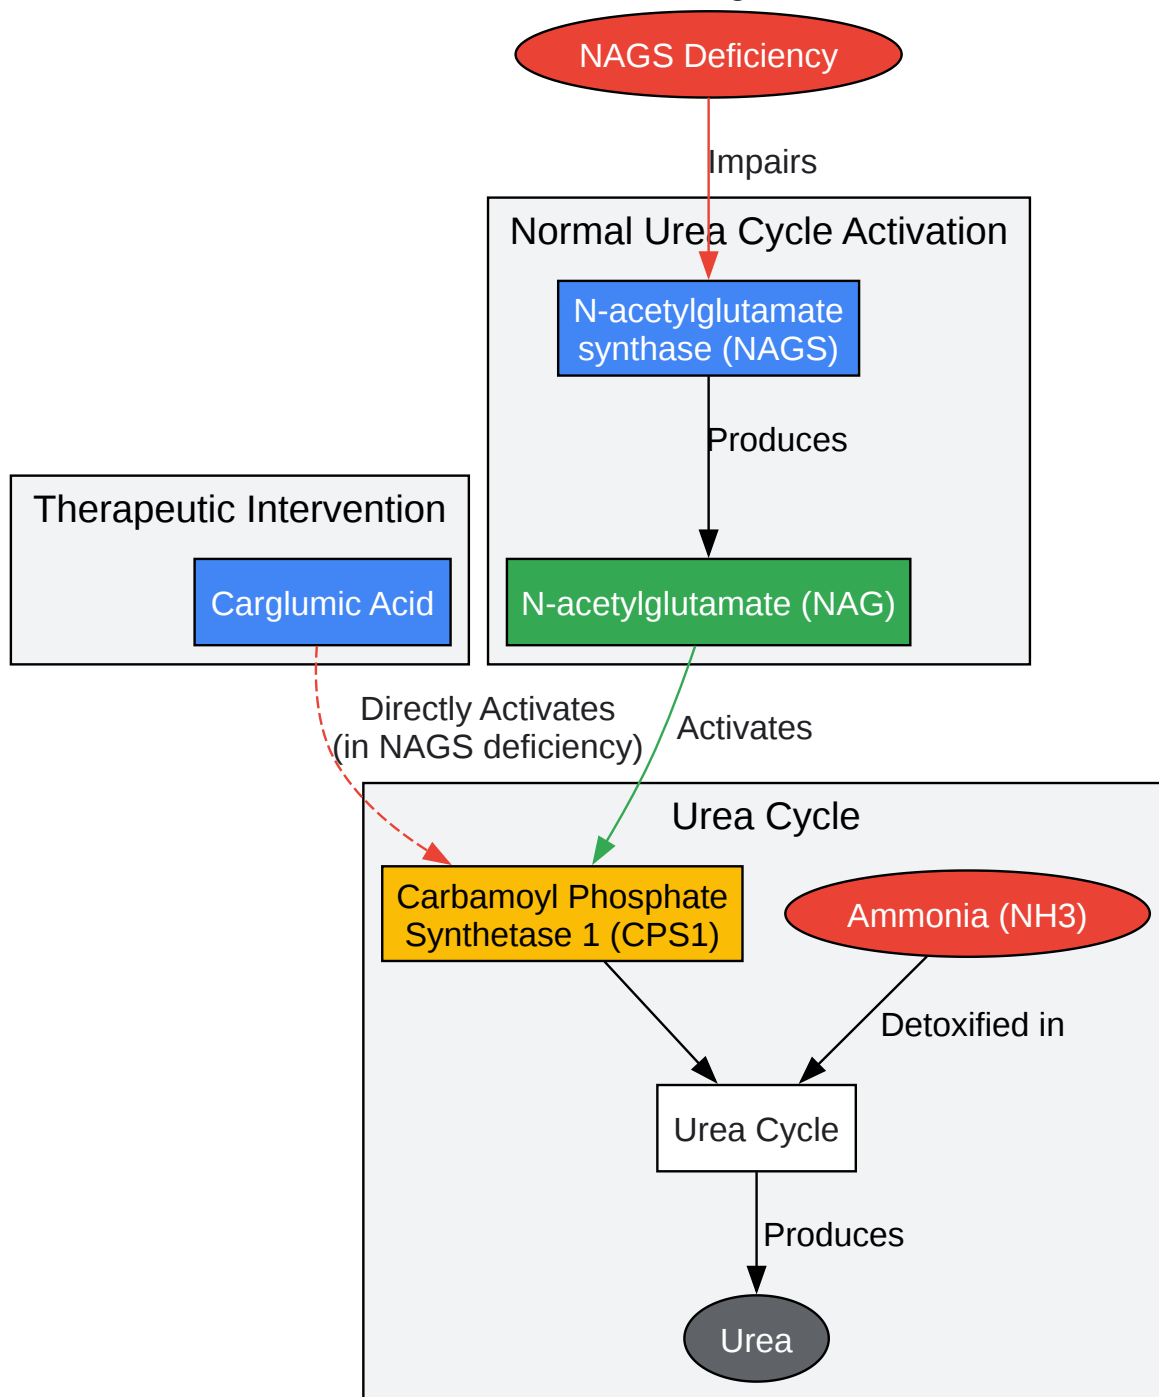 NAGS Deficiency
Impairs
Normal Urea Cycle Activation
N-acetylglutamate
synthase (NAGS)
Produces
Therapeutic Intervention
Carglumic Acid
N-acetylglutamate (NAG)
Directly Activates
(in NAGS deficiency)
Activates
Urea Cycle
Carbamoyl Phosphate
Synthetase 1 (CPS1)
Ammonia (NH3)
Detoxified in
Urea Cycle
Produces
Urea